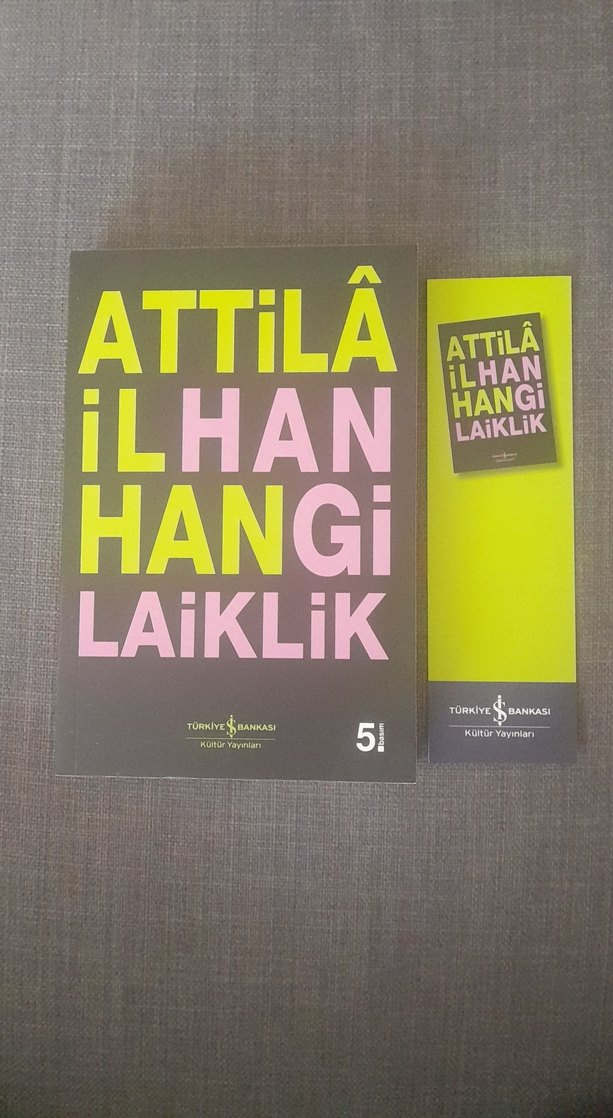 ATTiLÂ
iLHAN
HANGi
LAiKLiK
TÜRKİYE İŞ BANKASI
Kültür Yayınları
5.
basım
ATTiLÂ
iLHAN
HANGi
LAiKLiK
TÜRKİYE İŞ BANKASI
Kültür Yayınları